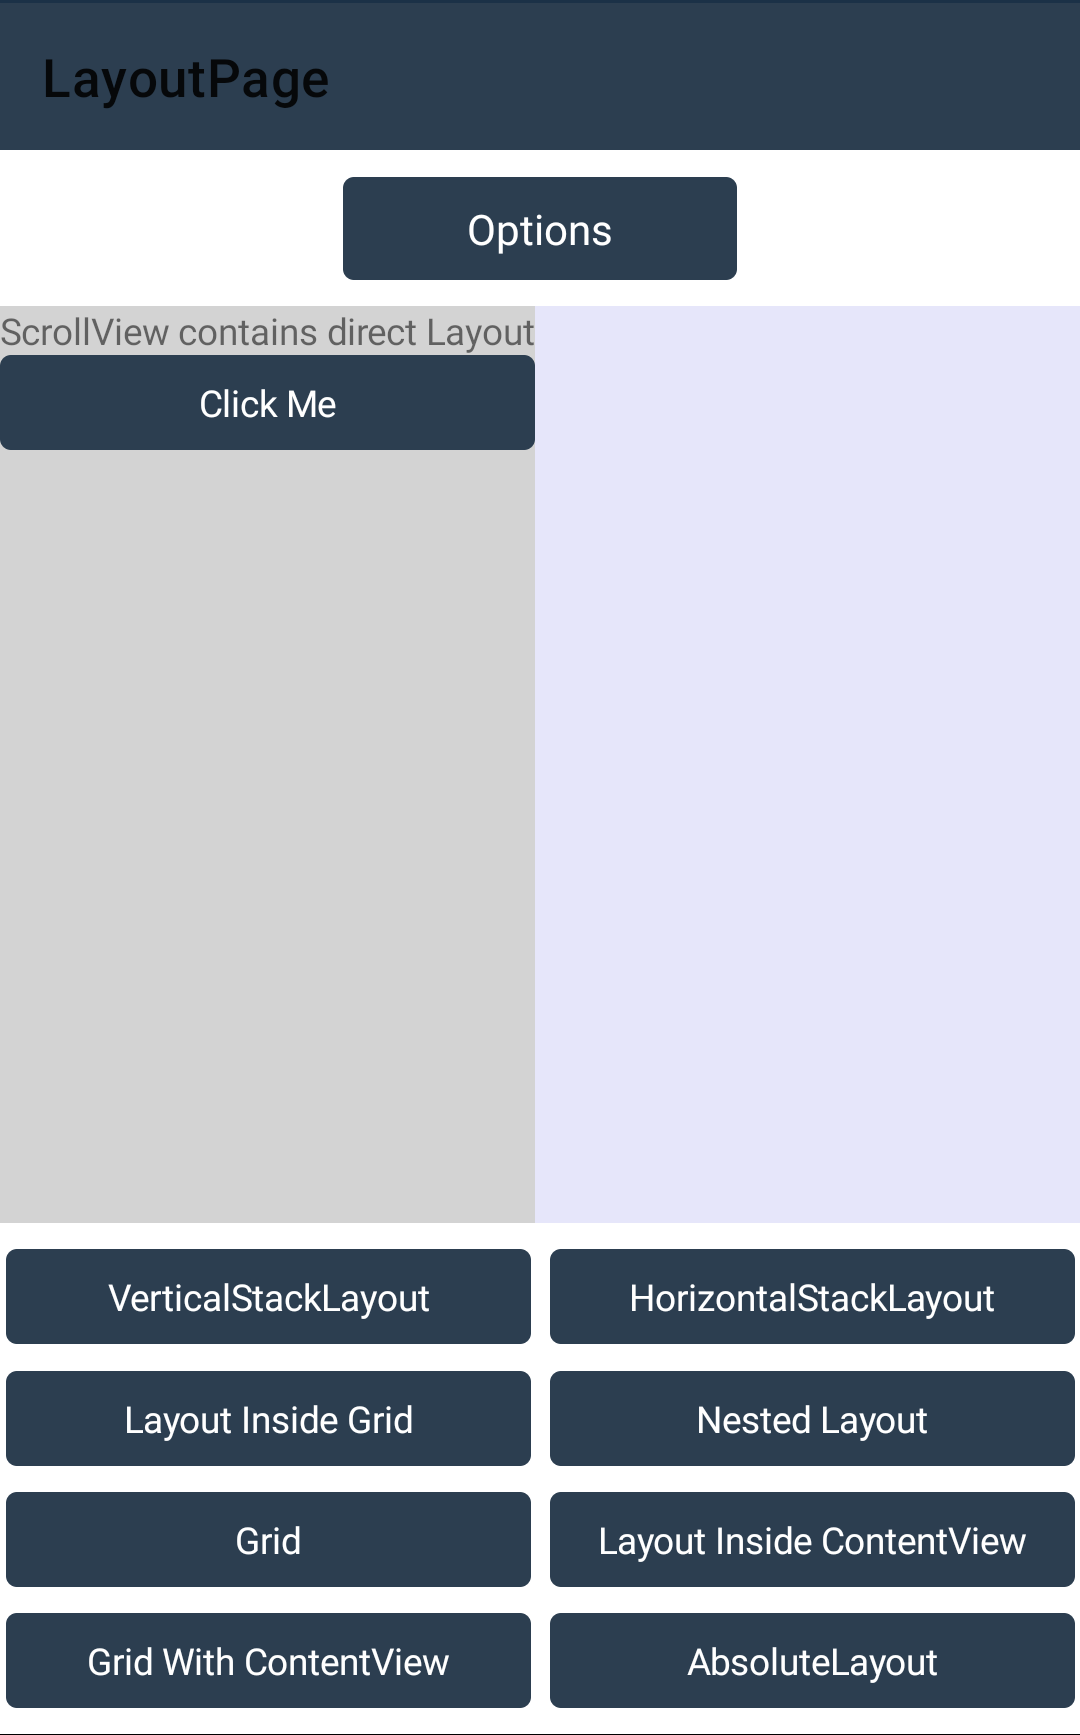 LayoutPage
Options
ScrollView contains direct Layout
Click Me
VerticalStackLayout
HorizontalStackLayout
Layout Inside Grid
Nested Layout
Grid
Layout Inside ContentView
Grid With ContentView
AbsoluteLayout